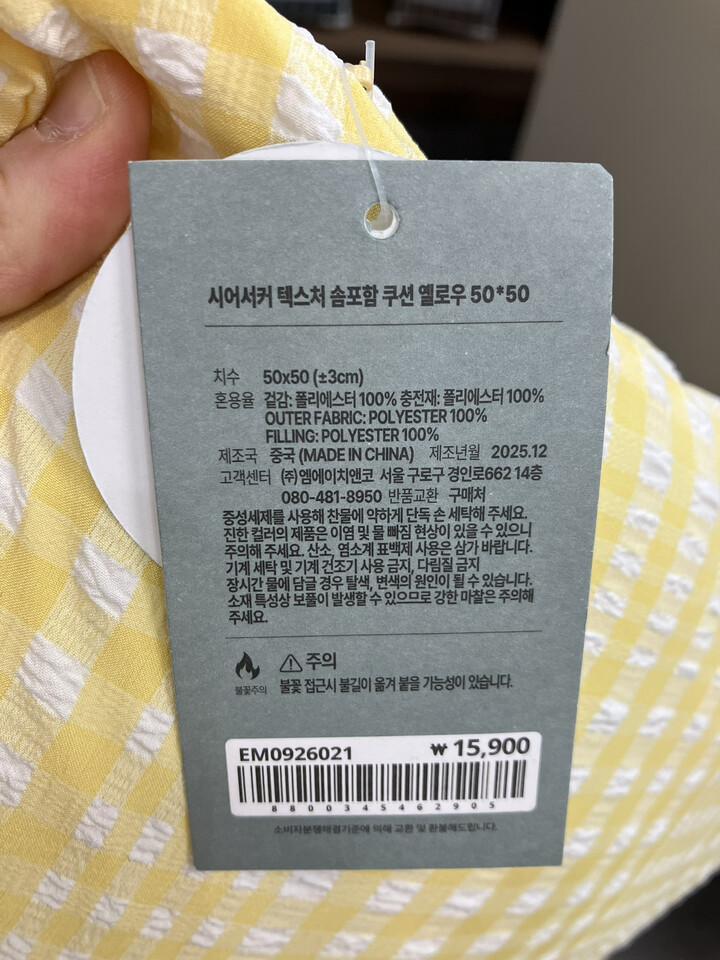 시어서커 텍스처 솜포함 쿠션 옐로우 50*50
치수 50x50 (±3cm)
혼용율 겉감: 폴리에스터 100% 충전재: 폴리에스터 100%
OUTER FABRIC: POLYESTER 100%
FILLING: POLYESTER 100%
제조국 중국 (MADE IN CHINA) 제조년월 2025.12
고객센터 (주)엠에이치앤코 서울 구로구 경인로662 14층
080-481-8950 반품교환 구매처
중성세제를 사용해 찬물에 약하게 단독 손 세탁해 주세요.
진한 컬러의 제품은 이염 및 물 빠짐 현상이 있을 수 있으니
주의해 주세요. 산소, 염소계 표백제 사용은 삼가 바랍니다.
기계 세탁 및 기계 건조기 사용 금지, 다림질 금지
장시간 물에 담글 경우 탈색, 변색의 원인이 될 수 있습니다.
소재 특성상 보풀이 발생할 수 있으므로 강한 마찰은 주의해
주세요.
⚠ 주의
불꽃주의 불꽃 접근시 불길이 옮겨 붙을 가능성이 있습니다.
EM0926021 ₩ 15,900
8800345462905
소비자분쟁해결기준에 의해 교환 및 환불해드립니다.